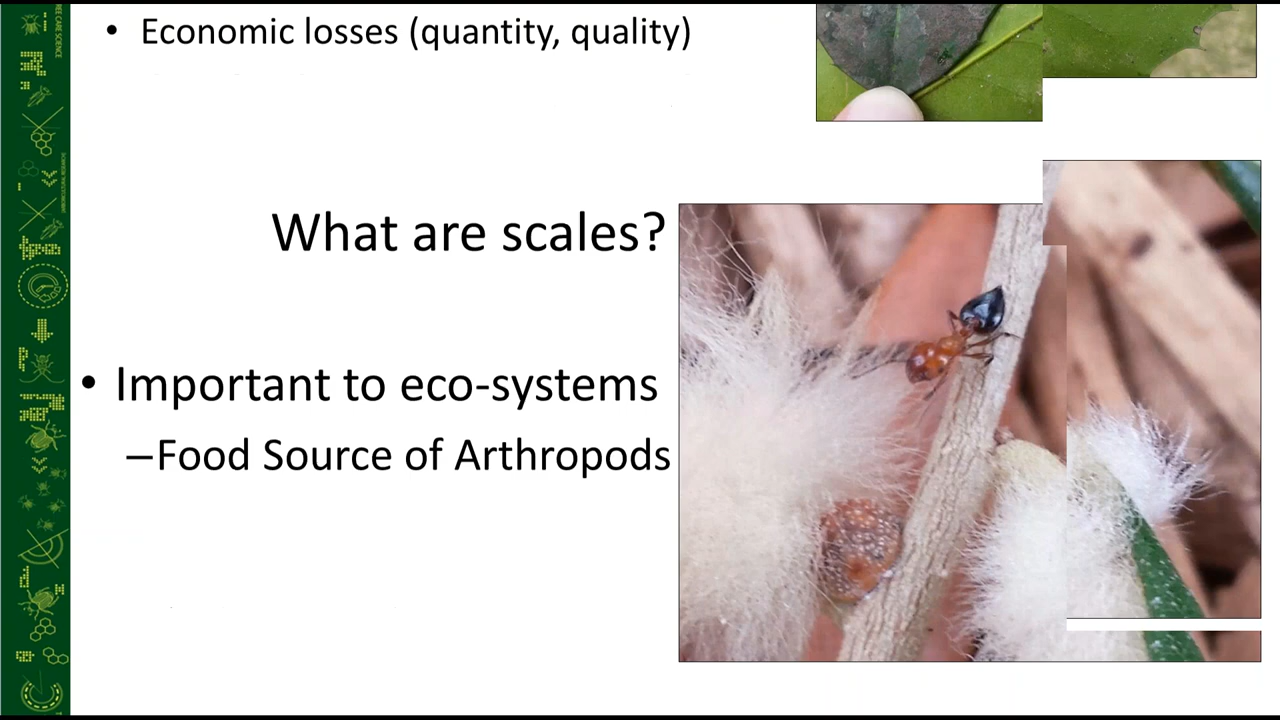 • Economic losses (quantity, quality)
What are scales?
• Important to eco-systems
–Food Source of Arthropods